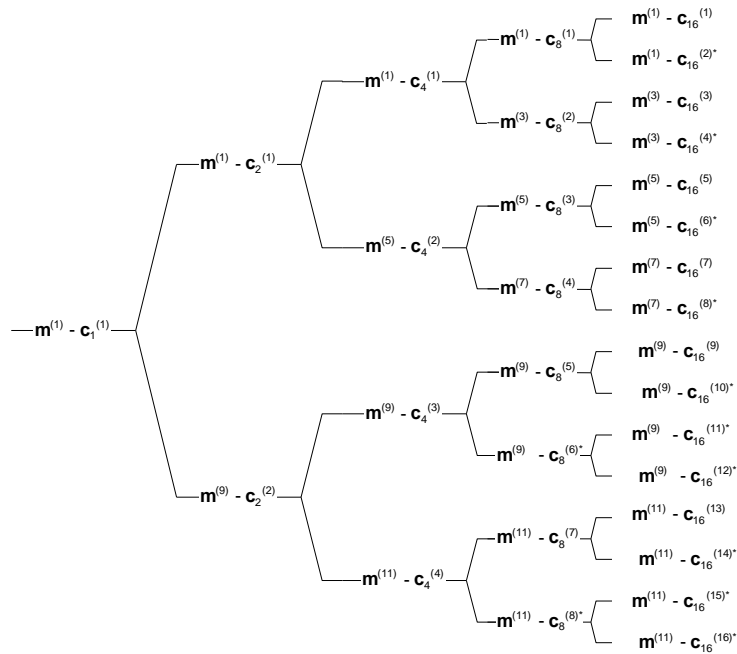 m(1) - c1(1)
m(1) - c2(1)
m(9) - c2(2)
m(1) - c4(1)
m(5) - c4(2)
m(9) - c4(3)
m(11) - c4(4)
m(1) - c8(1)
m(3) - c8(2)
m(5) - c8(3)
m(7) - c8(4)
m(9) - c8(5)
m(9) - c8(6)*
m(11) - c8(7)
m(11) - c8(8)*
m(1) - c16(1)
m(1) - c16(2)*
m(3) - c16(3)
m(3) - c16(4)*
m(5) - c16(5)
m(5) - c16(6)*
m(7) - c16(7)
m(7) - c16(8)*
m(9) - c16(9)
m(9) - c16(10)*
m(9) - c16(11)*
m(9) - c16(12)*
m(11) - c16(13)
m(11) - c16(14)*
m(11) - c16(15)*
m(11) - c16(16)*